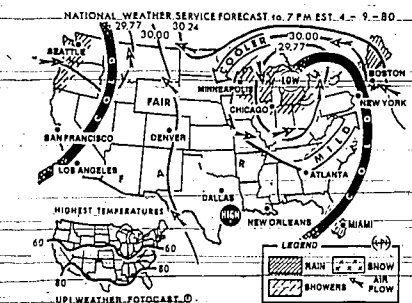 NATIONAL WEATHER SERVICE FORECAST to 7 PM EST 4 - 9 - 80
29.77
30.00
30.24
SEATTLE
COOLER
30.00
29.77
BOSTON
MINNEAPOLIS
LOW
CHICAGO
NEW YORK
FAIR
COLD
COLD
SAN FRANCISCO
DENVER
MILD
LOS ANGELES
F
A
R
ATLANTA
DALLAS
HIGH
NEW ORLEANS
MIAMI
HIGHEST TEMPERATURES
60
60
80
80
LEGEND
RAIN
SNOW
SHOWERS
AIR FLOW
UPI WEATHER FOTOCAST ®